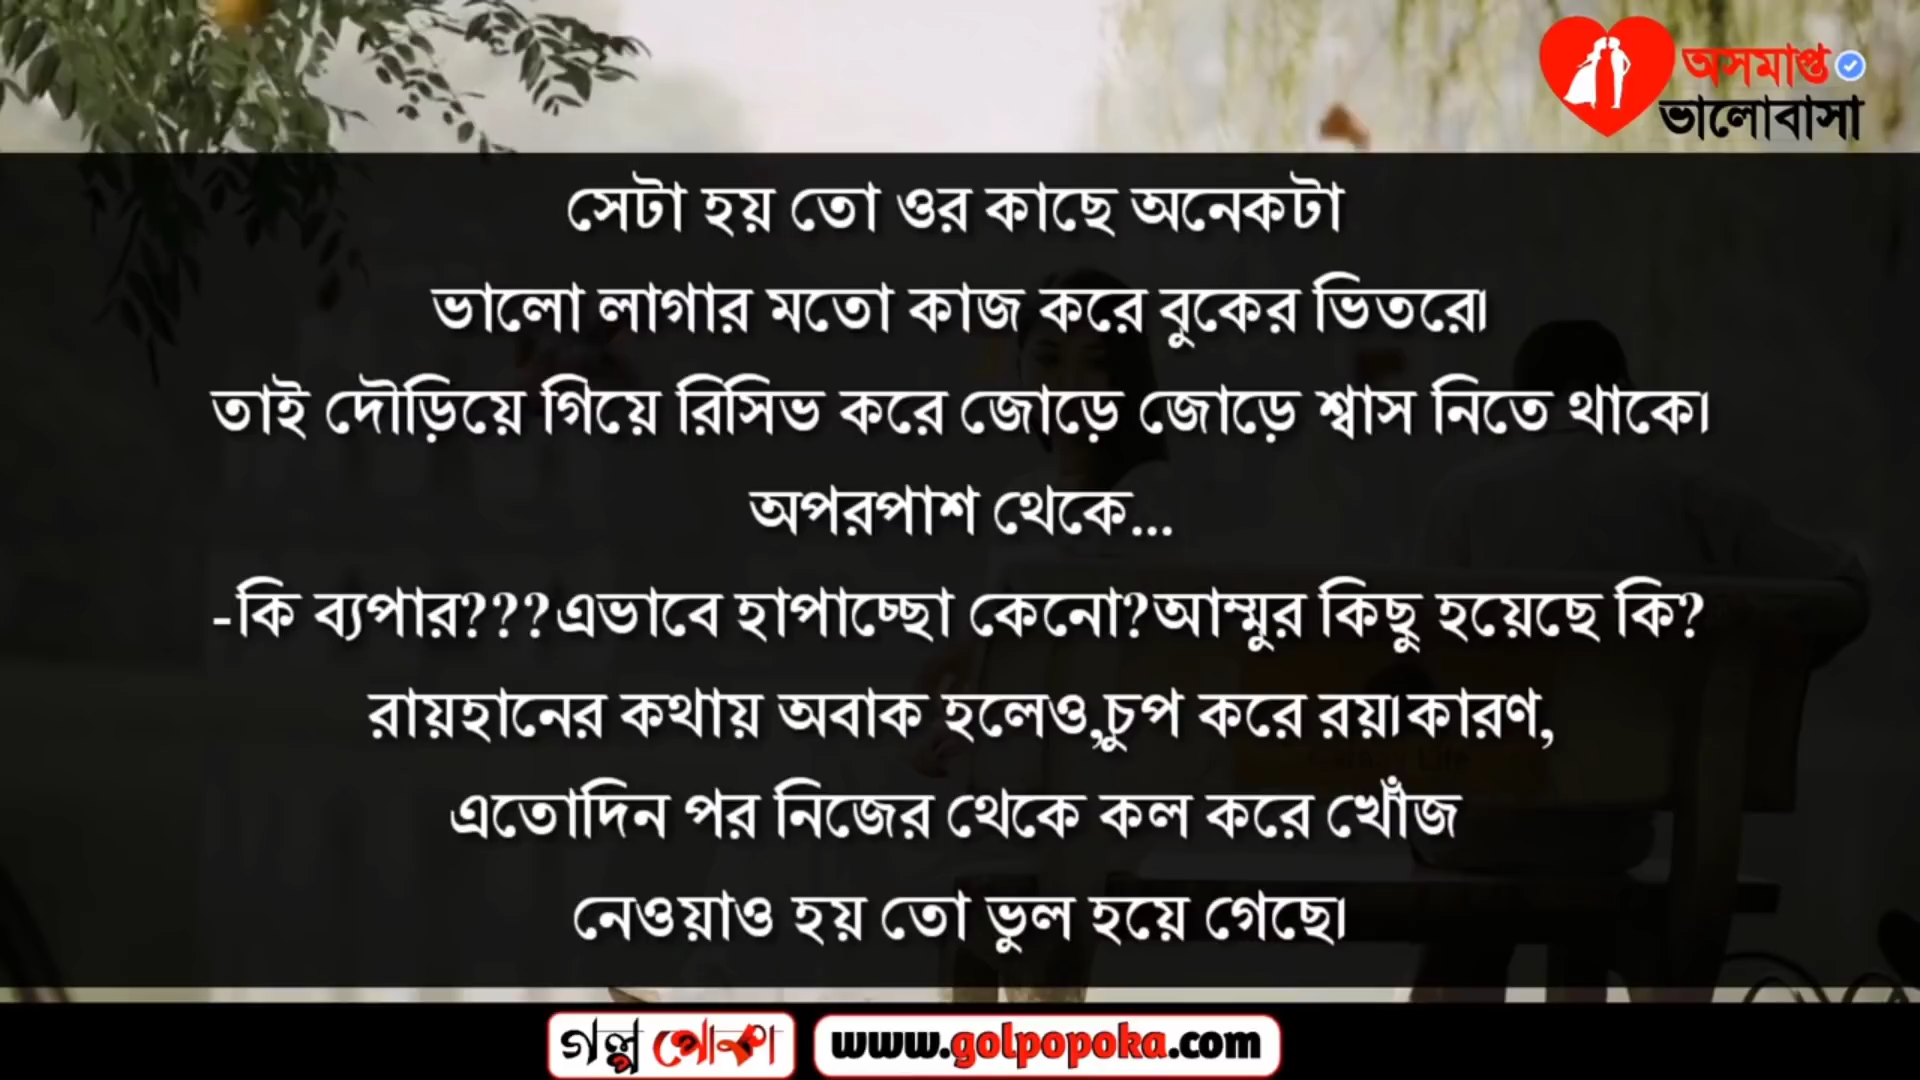 অসমাপ্ত
ভালোবাসা
সেটা হয় তো ওর কাছে অনেকটা
ভালো লাগার মতো কাজ করে বুকের ভিতরে।
তাই দৌড়িয়ে গিয়ে রিসিভ করে জোড়ে জোড়ে শ্বাস নিতে থাকে।
অপরপাশ থেকে...
-কি ব্যপার???এভাবে হাপাচ্ছো কেনো?আম্মুর কিছু হয়েছে কি?
রায়হানের কথায় অবাক হলেও,চুপ করে রয়।কারণ,
এতোদিন পর নিজের থেকে কল করে খোঁজ
নেওয়াও হয় তো ভুল হয়ে গেছে।
গল্প পোকা www.golpopoka.com